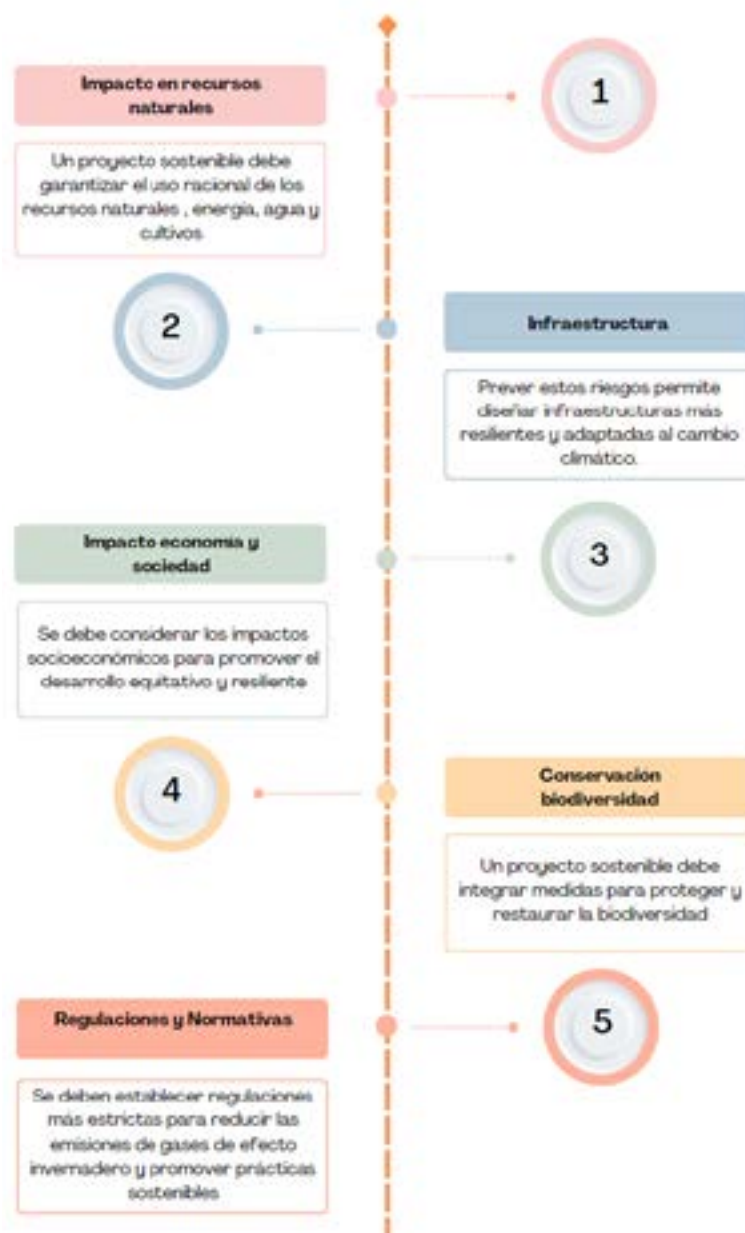 1
Impacto en recursos
naturales
Un proyecto sostenible debe
garantizar el uso racional de los
recursos naturales , energía, agua y
cultivos
2
Infraestructura
Prever estos riesgos permite
diseñar infraestructuras más
resilientes y adaptadas al cambio
climático.
3
Impacto economía y
sociedad
Se debe considerar los impactos
socioeconómicos para promover el
desarrollo equitativo y resiliente
4
Conservación
biodiversidad
Un proyecto sostenible debe
integrar medidas para proteger y
restaurar la biodiversidad
5
Regulaciones y Normativas
Se deben establecer regulaciones
más estrictas para reducir las
emisiones de gases de efecto
invernadero y promover prácticas
sostenibles